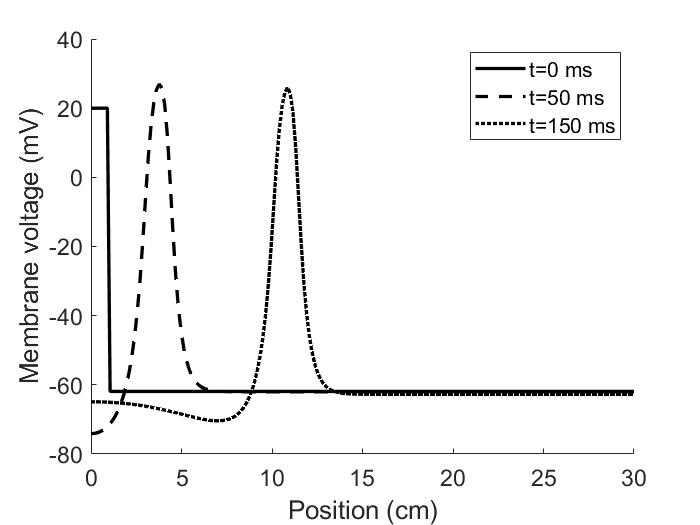 40
20
0
-20
-40
-60
-80
Membrane voltage (mV)
t=0 ms
t=50 ms
t=150 ms
0 5 10 15 20 25 30
Position (cm)